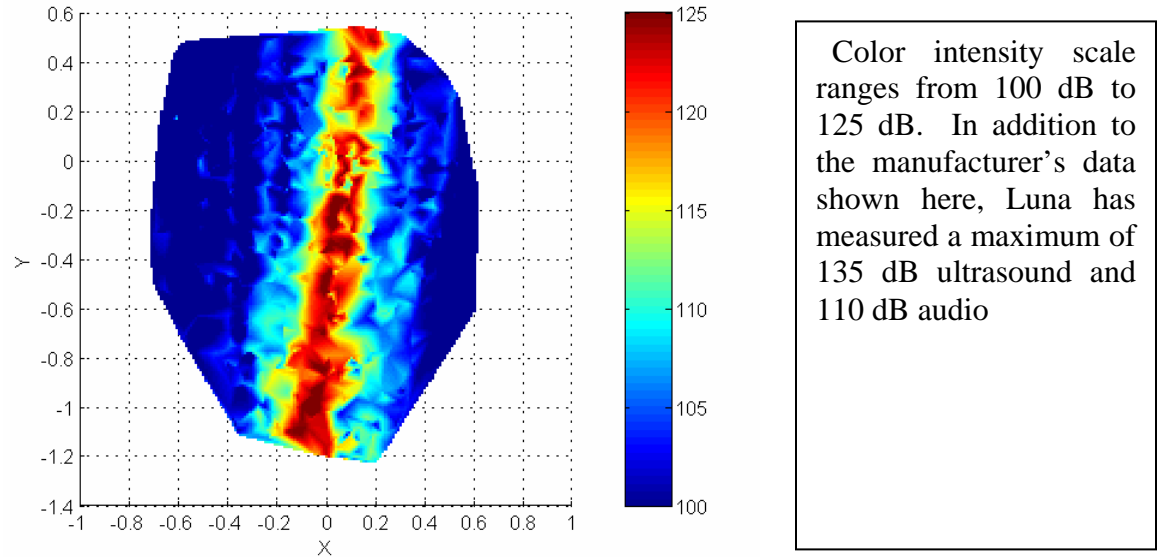 0.6
0.4
0.2
0
-0.2
-0.4
-0.6
-0.8
-1
-1.2
-1.4
Y
-1 -0.8 -0.6 -0.4 -0.2 0 0.2 0.4 0.6 0.8 1
X
125
120
115
110
105
100
Color intensity scale
ranges from 100 dB to
125 dB. In addition to
the manufacturer’s data
shown here, Luna has
measured a maximum of
135 dB ultrasound and
110 dB audio